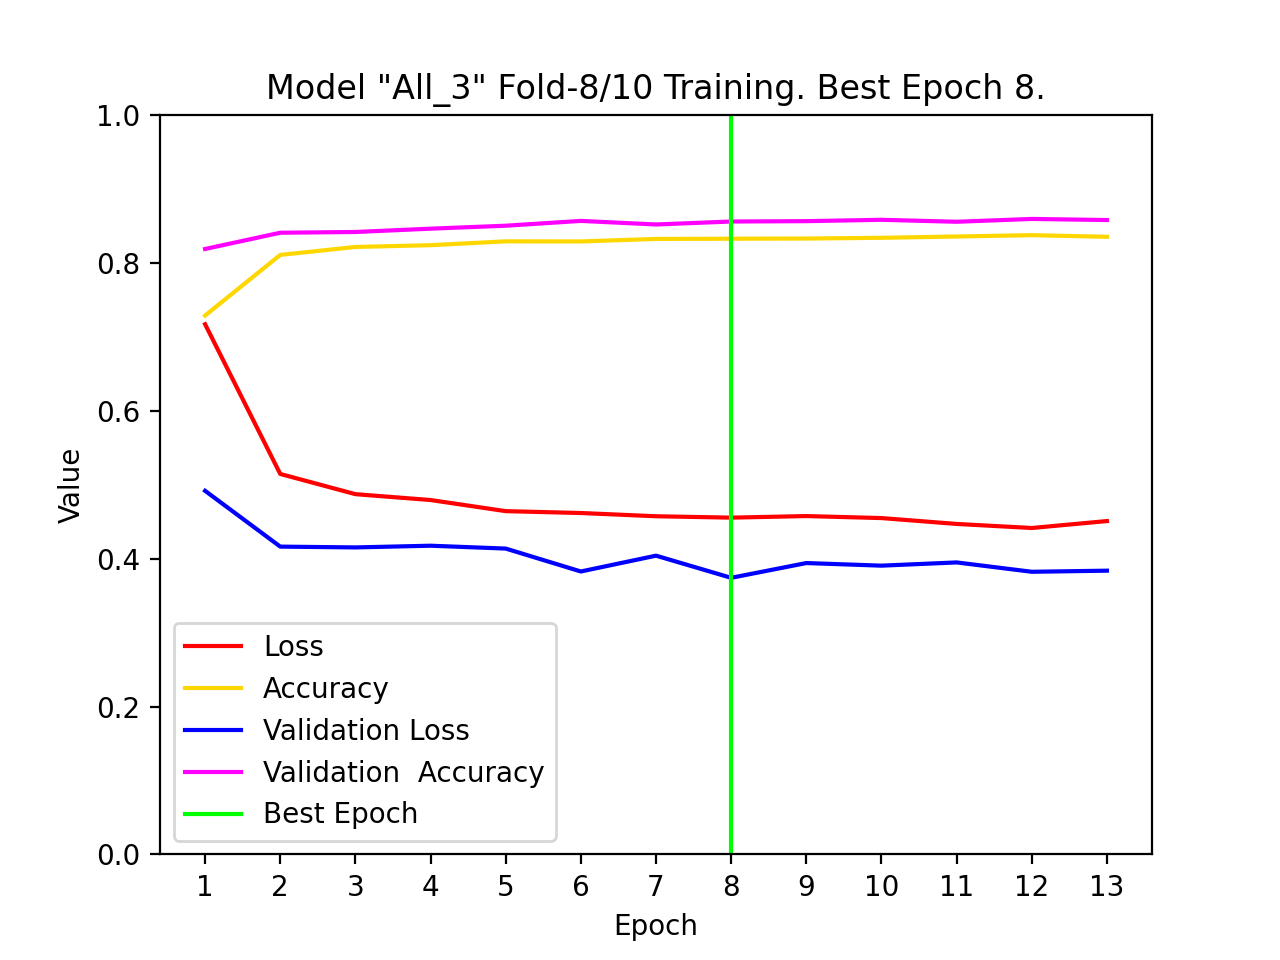 Model "All_3" Fold-8/10 Training. Best Epoch 8.
1.0
0.8
0.6
0.4
0.2
0.0
Value
Loss
Accuracy
Validation Loss
Validation  Accuracy
Best Epoch
1 2 3 4 5 6 7 8 9 10 11 12 13
Epoch